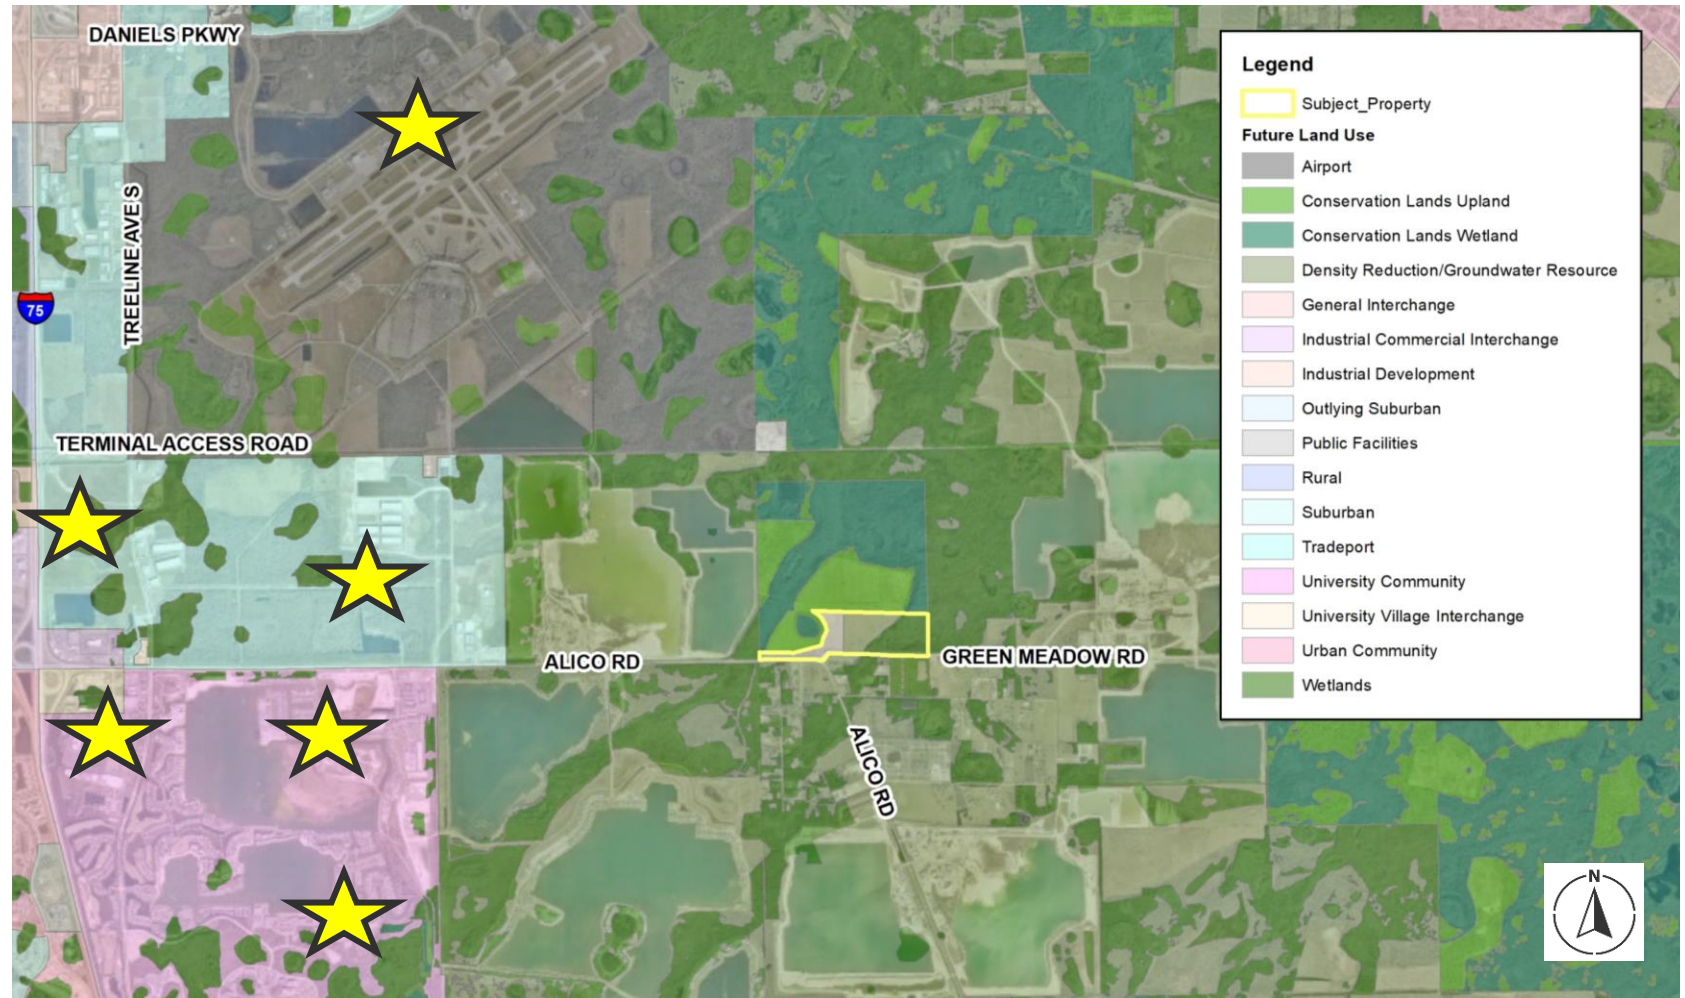 DANIELS PKWY
TREELINE AVE S
75
TERMINAL ACCESS ROAD
ALICO RD
GREEN MEADOW RD
ALICO RD
Legend
Subject_Property
Future Land Use
Airport
Conservation Lands Upland
Conservation Lands Wetland
Density Reduction/Groundwater Resource
General Interchange
Industrial Commercial Interchange
Industrial Development
Outlying Suburban
Public Facilities
Rural
Suburban
Tradeport
University Community
University Village Interchange
Urban Community
Wetlands
N